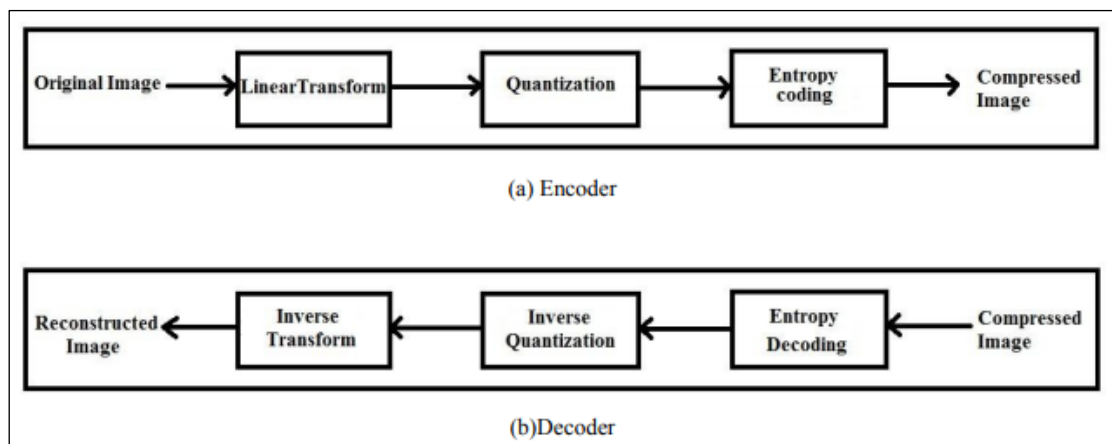 Original Image
LinearTransform
Quantization
Entropy
coding
Compressed
Image
(a) Encoder
Reconstructed
Image
Inverse
Transform
Inverse
Quantization
Entropy
Decoding
Compressed
Image
(b)Decoder